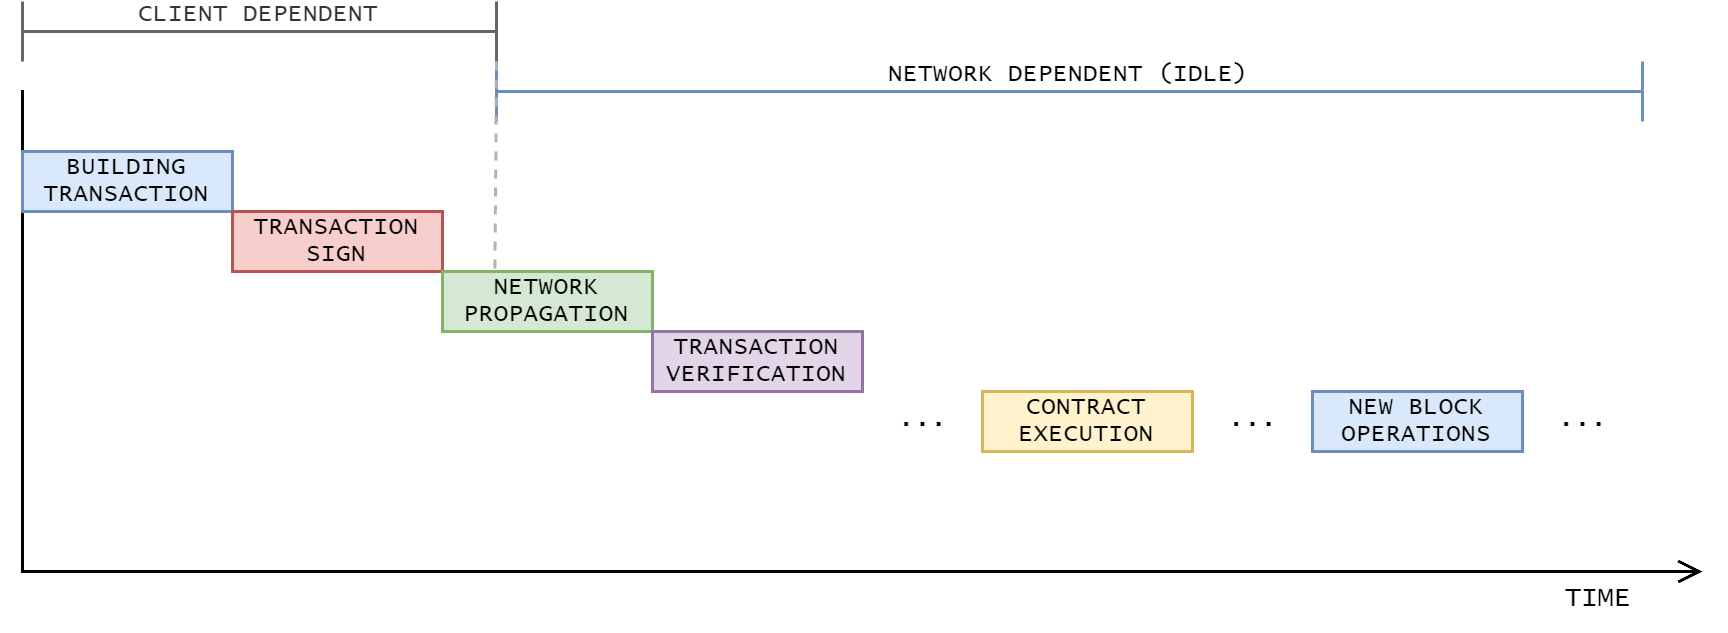 CLIENT DEPENDENT
NETWORK DEPENDENT (IDLE)
BUILDING
TRANSACTION
TRANSACTION
SIGN
NETWORK
PROPAGATION
TRANSACTION
VERIFICATION
...
CONTRACT
EXECUTION
...
NEW BLOCK
OPERATIONS
...
TIME